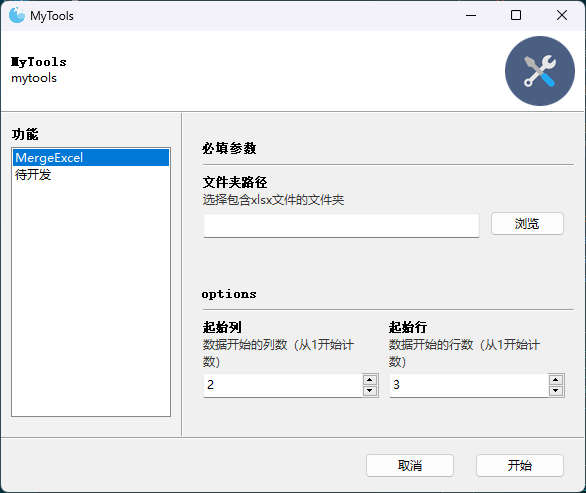 MyTools
MyTools
mytools
功能
MergeExcel
待开发
必填参数
文件夹路径
选择包含xlsx文件的文件夹
浏览
options
起始列
数据开始的列数（从1开始计
数）
2
起始行
数据开始的行数（从1开始计
数）
3
取消
开始